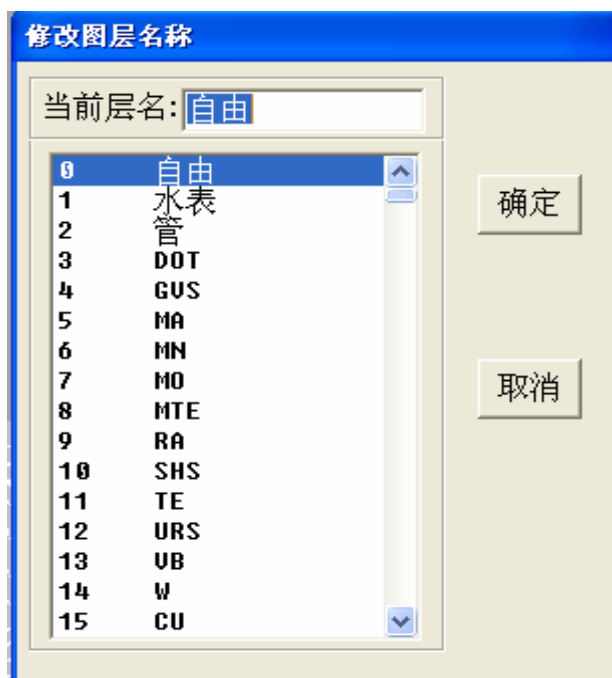 修改图层名称
当前层名:自由
0 自由
1 水表
2 管
3 DOT
4 GVS
5 MA
6 MN
7 MO
8 MTE
9 RA
10 SHS
11 TE
12 URS
13 VB
14 W
15 CU
确定
取消